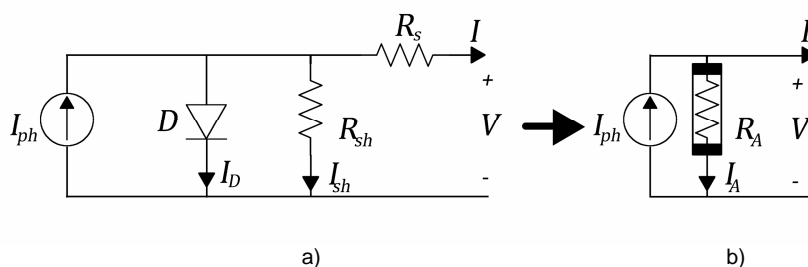 R_s I
+
I_ph D R_sh V
I_D I_sh
-
a)
I
+
I_ph R_A V
I_A
-
b)